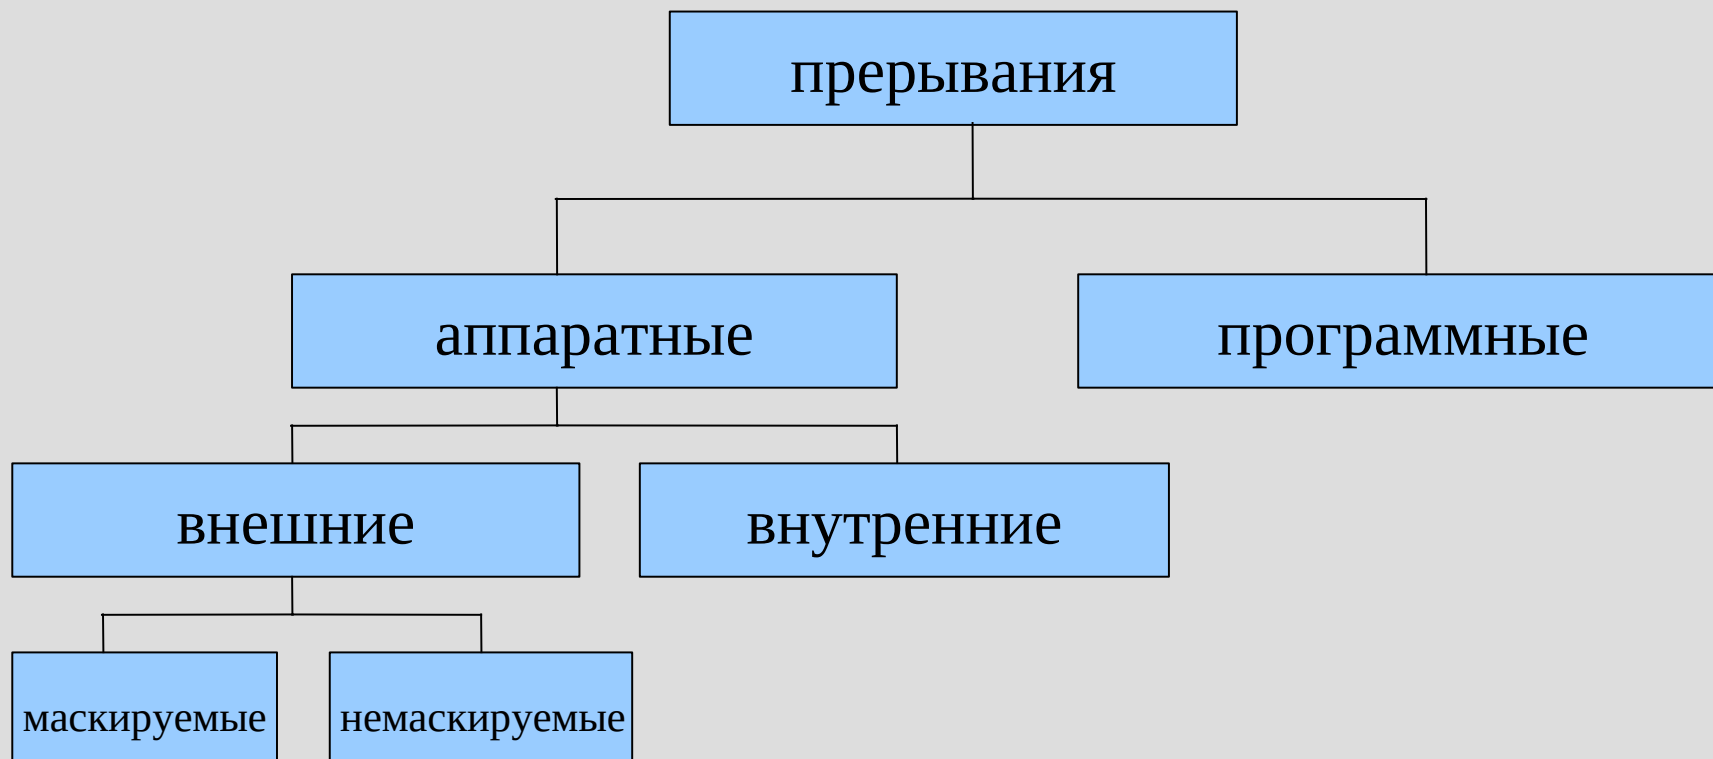 прерывания
аппаратные
программные
внешние
внутренние
маскируемые
немаскируемые